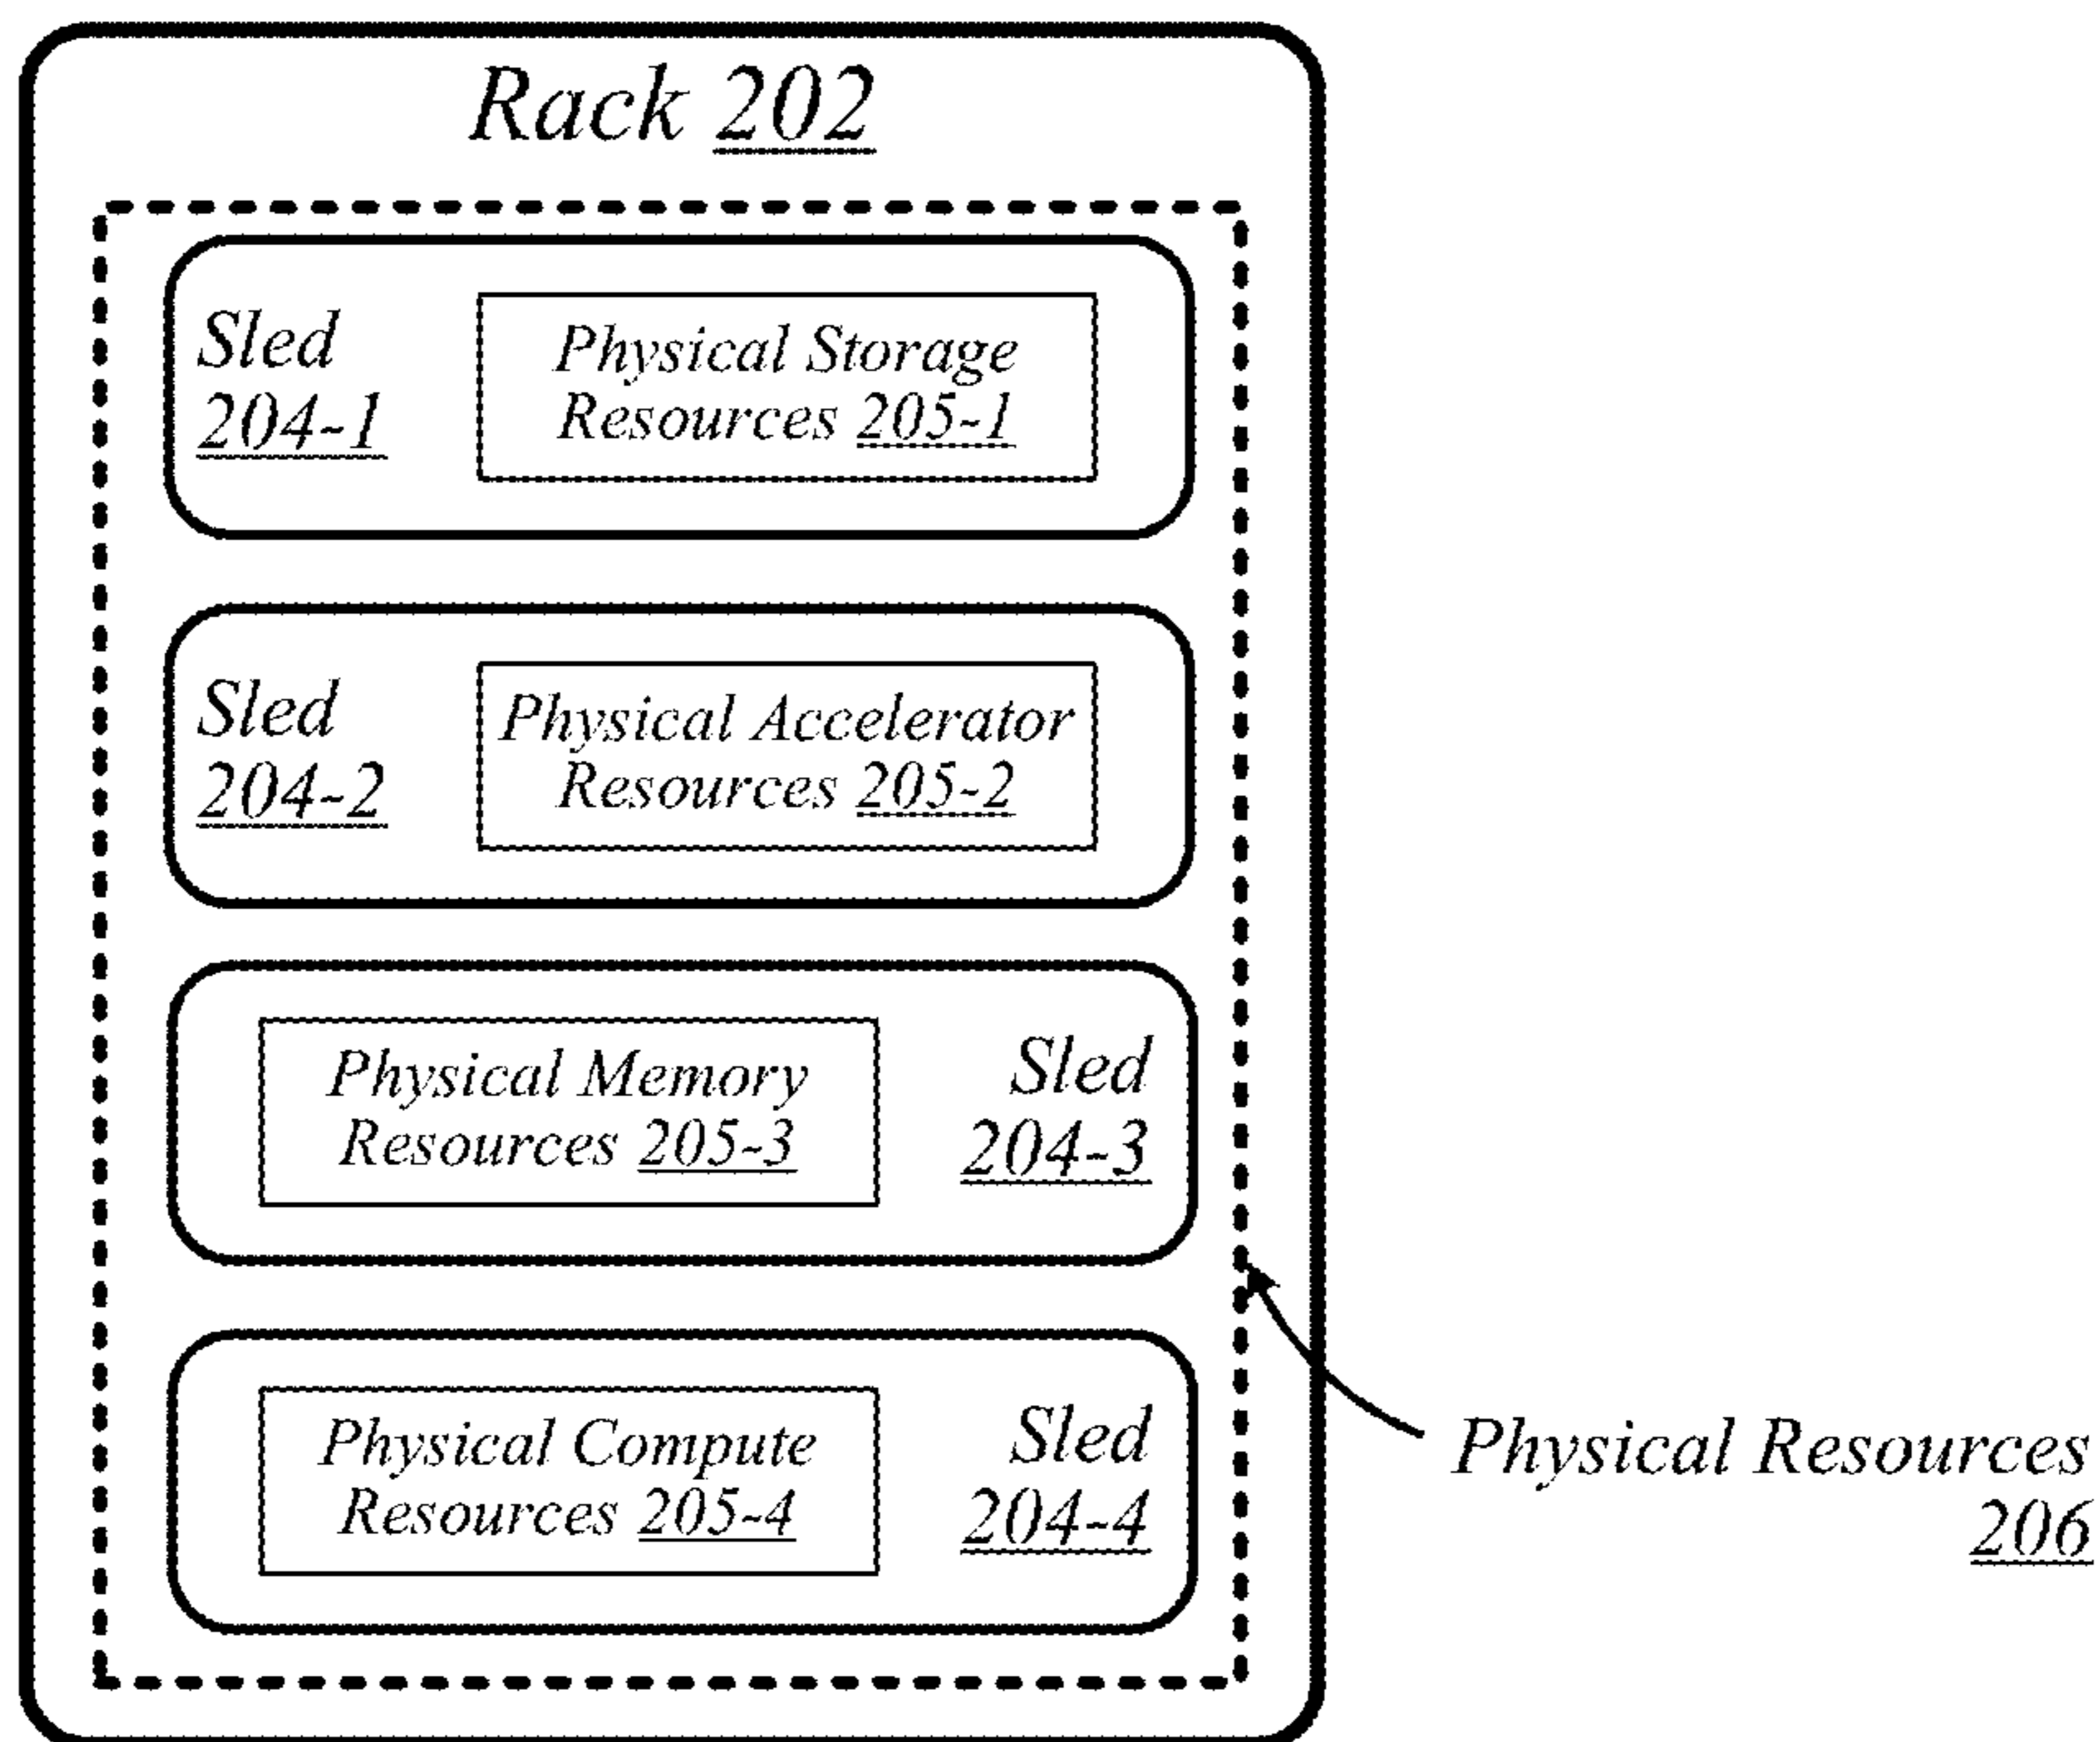 Rack 202
Sled
204-1
Physical Storage
Resources 205-1
Sled
204-2
Physical Accelerator
Resources 205-2
Physical Memory
Resources 205-3
Sled
204-3
Physical Compute
Resources 205-4
Sled
204-4
Physical Resources
206